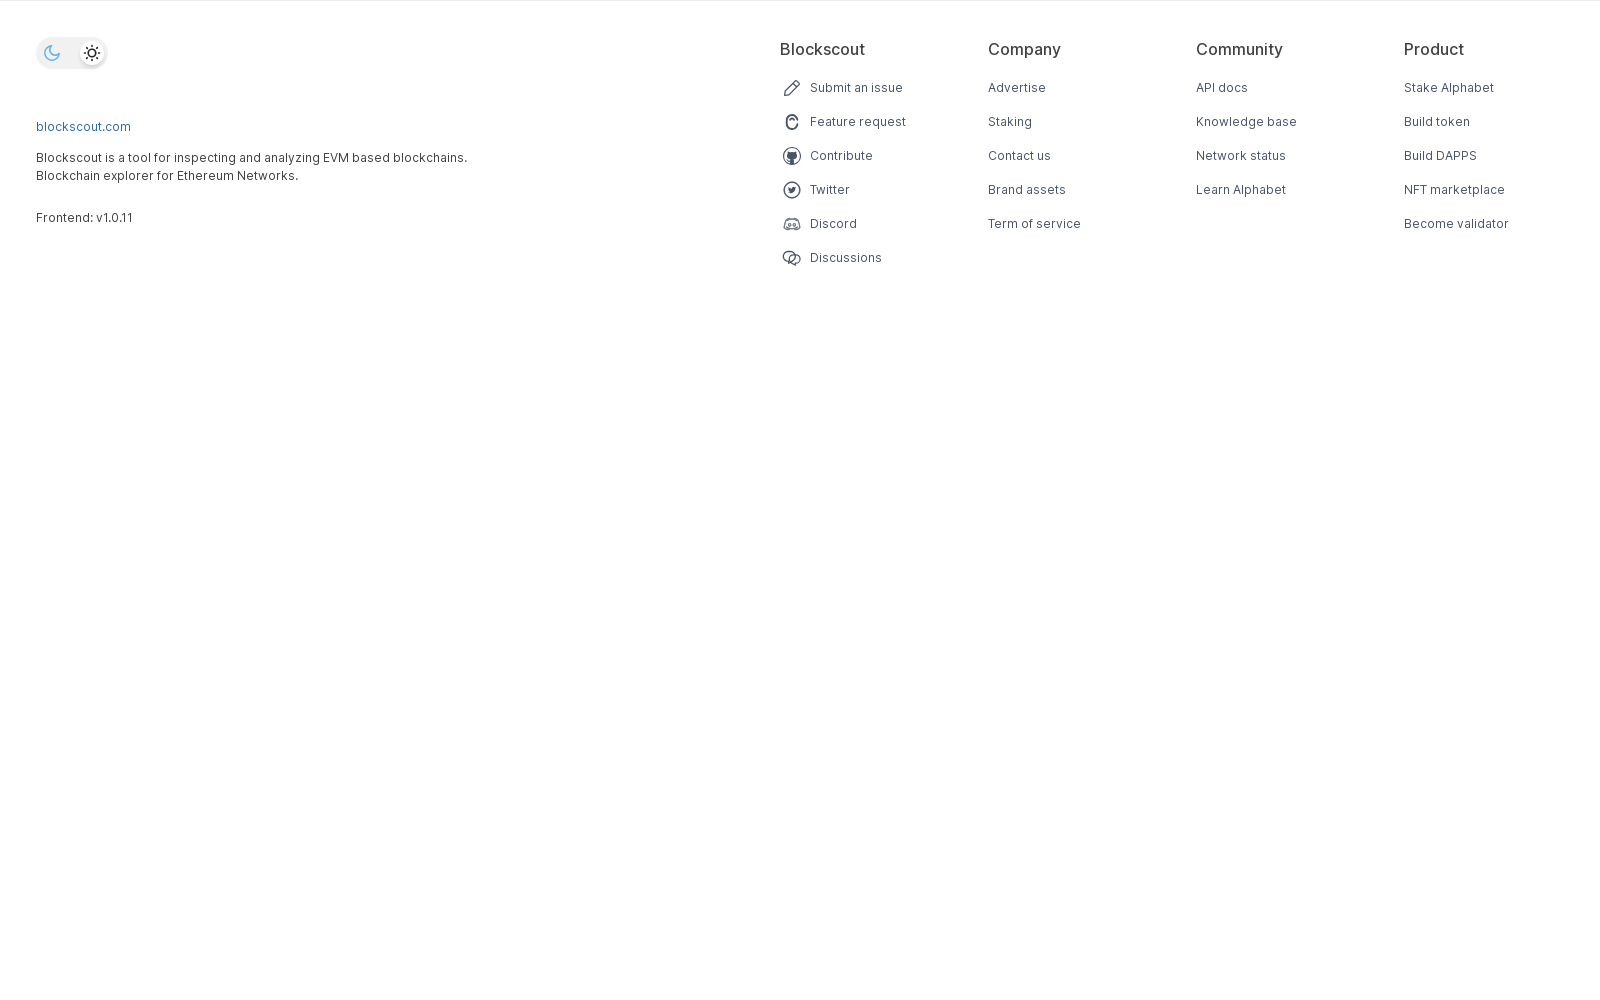 blockscout.com
Blockscout is a tool for inspecting and analyzing EVM based blockchains.
Blockchain explorer for Ethereum Networks.
Frontend: v1.0.11
Blockscout
Submit an issue
Feature request
Contribute
Twitter
Discord
Discussions
Company
Advertise
Staking
Contact us
Brand assets
Term of service
Community
API docs
Knowledge base
Network status
Learn Alphabet
Product
Stake Alphabet
Build token
Build DAPPS
NFT marketplace
Become validator